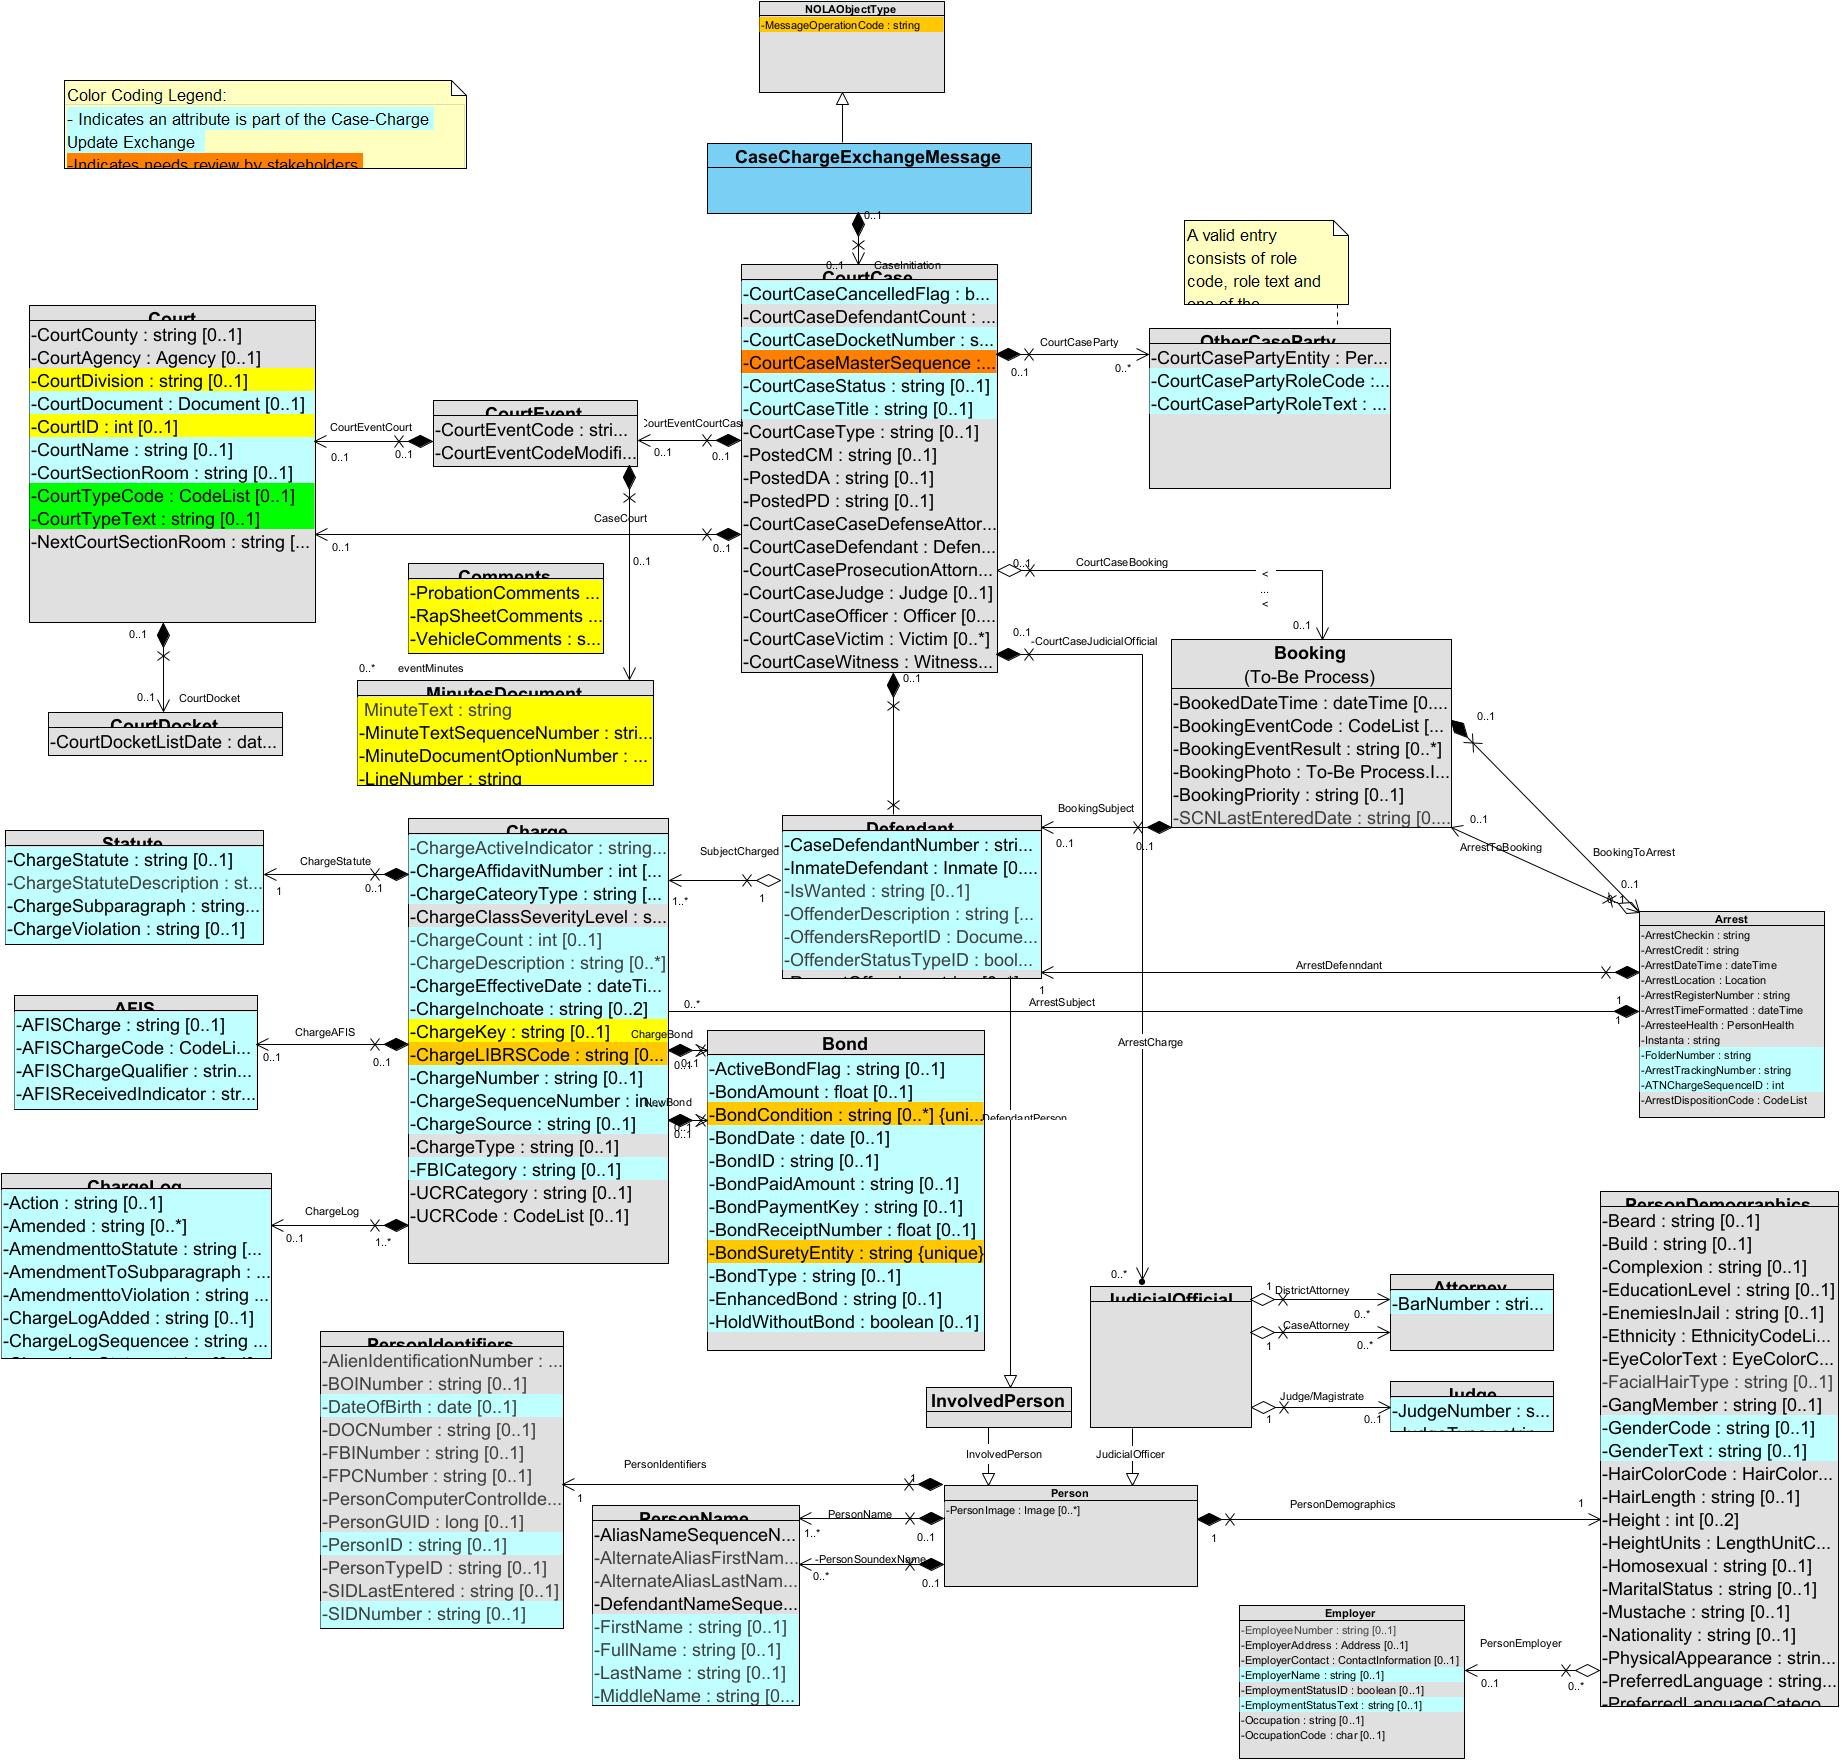 NOLAObjectType
-MessageOperationCode : string
Color Coding Legend:
- Indicates an attribute is part of the Case-Charge
Update Exchange
-Indicates needs review by stakeholders
CaseChargeExchangeMessage
0..1
0..1
CaseInitiation
A valid entry
consists of role
code, role text and
one of the
CourtCase
-CourtCaseCancelledFlag : b...
-CourtCaseDefendantCount : ...
-CourtCaseDocketNumber : s...
-CourtCaseMasterSequence :...
-CourtCaseStatus : string [0..1]
-CourtCaseTitle : string [0..1]
-CourtCaseType : string [0..1]
-PostedCM : string [0..1]
-PostedDA : string [0..1]
-PostedPD : string [0..1]
-CourtCaseCaseDefenseAttor...
-CourtCaseDefendant : Defen...
-CourtCaseProsecutionAttorn...
-CourtCaseJudge : Judge [0..1]
-CourtCaseOfficer : Officer [0....
-CourtCaseVictim : Victim [0..*]
-CourtCaseWitness : Witness...
Court
-CourtCounty : string [0..1]
-CourtAgency : Agency [0..1]
-CourtDivision : string [0..1]
-CourtDocument : Document [0..1]
-CourtID : int [0..1]
-CourtName : string [0..1]
-CourtSectionRoom : string [0..1]
-CourtTypeCode : CodeList [0..1]
-CourtTypeText : string [0..1]
-NextCourtSectionRoom : string [...
CourtEventCourt
0..1
0..1
CourtEvent
-CourtEventCode : stri...
-CourtEventCodeModifi...
CourtEventCourtCas
0..1
0..1
CourtCaseParty
0..1
0..*
OtherCaseParty
-CourtCasePartyEntity : Per...
-CourtCasePartyRoleCode :...
-CourtCasePartyRoleText : ...
CaseCourt
0..1
0..1
0..1
Comments
-ProbationComments ...
-RapSheetComments ...
-VehicleComments : s...
0..1
CourtCaseBooking
<
...
<
0..1
0..1
-CourtCaseJudicialOfficial
0..1
0..1
0..1
CourtDocket
CourtDocket
-CourtDocketListDate : dat...
0..*
eventMinutes
MinutesDocument
MinuteText : string
-MinuteTextSequenceNumber : stri...
-MinuteDocumentOptionNumber : ...
-LineNumber : string
Booking
(To-Be Process)
-BookedDateTime : dateTime [0....
-BookingEventCode : CodeList [...
-BookingEventResult : string [0..*]
-BookingPhoto : To-Be Process.I...
-BookingPriority : string [0..1]
-SCNLastEnteredDate : string [0....
0..1
BookingSubject
0..1
0..1
0..1
ArrestToBooking
BookingToArrest
0..1
Statute
-ChargeStatute : string [0..1]
-ChargeStatuteDescription : st...
-ChargeSubparagraph : string...
-ChargeViolation : string [0..1]
ChargeStatute
1
0..1
Charge
-ChargeActiveIndicator : string...
-ChargeAffidavitNumber : int [...
-ChargeCateoryType : string [...
-ChargeClassSeverityLevel : s...
-ChargeCount : int [0..1]
-ChargeDescription : string [0..*]
-ChargeEffectiveDate : dateTi...
-ChargeInchoate : string [0..2]
-ChargeKey : string [0..1]
-ChargeLIBRSCode : string [0...
-ChargeNumber : string [0..1]
-ChargeSequenceNumber : in...
-ChargeSource : string [0..1]
-ChargeType : string [0..1]
-FBICategory : string [0..1]
-UCRCategory : string [0..1]
-UCRCode : CodeList [0..1]
SubjectCharged
1..*
1
Defendant
-CaseDefendantNumber : stri...
-InmateDefendant : Inmate [0....
-IsWanted : string [0..1]
-OffenderDescription : string [...
-OffendersReportID : Docume...
-OffenderStatusTypeID : bool...
Arrest
-ArrestCheckin : string
-ArrestCredit : string
-ArrestDateTime : dateTime
-ArrestLocation : Location
-ArrestRegisterNumber : string
-ArrestTimeFormatted : dateTime
-ArresteeHealth : PersonHealth
-Instanta : string
-FolderNumber : string
-ArrestTrackingNumber : string
-ATNChargeSequenceID : int
-ArrestDispositionCode : CodeList
ArrestDefenndant
1
1
0..*
ArrestSubject
1
ArrestCharge
AFIS
-AFISCharge : string [0..1]
-AFISChargeCode : CodeLi...
-AFISChargeQualifier : strin...
-AFISReceivedIndicator : str...
ChargeAFIS
0..1
0..1
ChargeBond
0..1
NewBond
0..1
Bond
-ActiveBondFlag : string [0..1]
-BondAmount : float [0..1]
-BondCondition : string [0..*] {uni...
-BondDate : date [0..1]
-BondID : string [0..1]
-BondPaidAmount : string [0..1]
-BondPaymentKey : string [0..1]
-BondReceiptNumber : float [0..1]
-BondSuretyEntity : string {unique}
-BondType : string [0..1]
-EnhancedBond : string [0..1]
-HoldWithoutBond : boolean [0..1]
DefendantPerson
ChargeLog
-Action : string [0..1]
-Amended : string [0..*]
-AmendmenttoStatute : string [...
-AmendmentToSubparagraph : ...
-AmendmenttoViolation : string ...
-ChargeLogAdded : string [0..1]
-ChargeLogSequencee : string ...
ChargeLog
0..1
1..*
0..*
JudicialOfficial
1
DistrictAttorney
0..*
CaseAttorney
1
0..*
Judge/Magistrate
1
0..1
Attorney
-BarNumber : stri...
Judge
-JudgeNumber : s...
PersonDemographics
-Beard : string [0..1]
-Build : string [0..1]
-Complexion : string [0..1]
-EducationLevel : string [0..1]
-EnemiesInJail : string [0..1]
-Ethnicity : EthnicityCodeLi...
-EyeColorText : EyeColorC...
-FacialHairType : string [0..1]
-GangMember : string [0..1]
-GenderCode : string [0..1]
-GenderText : string [0..1]
-HairColorCode : HairColor...
-HairLength : string [0..1]
-Height : int [0..2]
-HeightUnits : LengthUnitC...
-Homosexual : string [0..1]
-MaritalStatus : string [0..1]
-Mustache : string [0..1]
-Nationality : string [0..1]
-PhysicalAppearance : strin...
-PreferredLanguage : string...
-PreferredLanguageCatego
PersonIdentifiers
-AlienIdentificationNumber : ...
-BOINumber : string [0..1]
-DateOfBirth : date [0..1]
-DOCNumber : string [0..1]
-FBINumber : string [0..1]
-FPCNumber : string [0..1]
-PersonComputerControlIde...
-PersonGUID : long [0..1]
-PersonID : string [0..1]
-PersonTypeID : string [0..1]
-SIDLastEntered : string [0..1]
-SIDNumber : string [0..1]
InvolvedPerson
InvolvedPerson
JudicialOfficer
PersonIdentifiers
1
1
PersonName
-AliasNameSequenceN...
-AlternateAliasFirstNam...
-AlternateAliasLastNam...
-DefendantNameSeque...
-FirstName : string [0..1]
-FullName : string [0..1]
-LastName : string [0..1]
-MiddleName : string [0...
PersonName
1..*
0..1
-PersonSoundexName
0..*
0..1
Person
-PersonImage : Image [0..*]
PersonDemographics
1
1
Employer
-EmployeeNumber : string [0..1]
-EmployerAddress : Address [0..1]
-EmployerContact : ContactInformation [0..1]
-EmployerName : string [0..1]
-EmploymentStatusID : boolean [0..1]
-EmploymentStatusText : string [0..1]
-Occupation : string [0..1]
-OccupationCode : char [0..1]
PersonEmployer
0..1
0..*